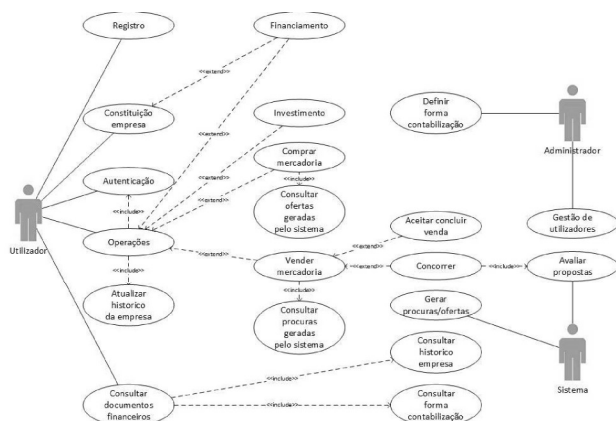 Registro
Financiamento
<<extend>>
Constituição
empresa
Investimento
Definir
forma
contabilização
Administrador
<<extend>>
Comprar
mercadoria
<<extend>>
Autenticação
<<extend>>
<<include>>
Consultar
ofertas
geradas
pelo sistema
<<include>>
Utilizador
Operações
Aceitar concluir
venda
Gestão de
utilizadores
<<extend>>
<<extend>>
Vender
mercadoria
<<extend>>
Concorrer
<<include>>
Avaliar
propostas
<<include>>
Atualizar
historico
da empresa
<<include>>
Consultar
procuras
geradas
pelo sistema
Gerar
procuras/ofertas
Sistema
Consultar
historico
empresa
<<include>>
Consultar
documentos
financeiros
<<include>>
Consultar
forma
contabilização